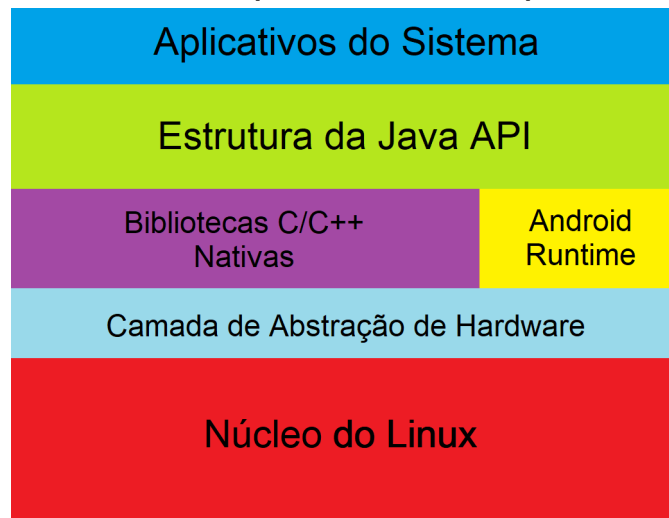 Aplicativos do Sistema
Estrutura da Java API
Bibliotecas C/C++
Nativas
Android
Runtime
Camada de Abstração de Hardware
Núcleo do Linux